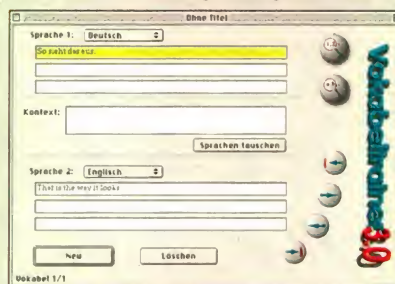 Ohne Titel
Sprache 1: Deutsch
So sieht der aus.
Kontext:
Sprachen tauschen
Sprache 2: Englisch
That is the way it looks
Neu Löschen
Vokabel 1/1
Vokabeltrainer 3.0